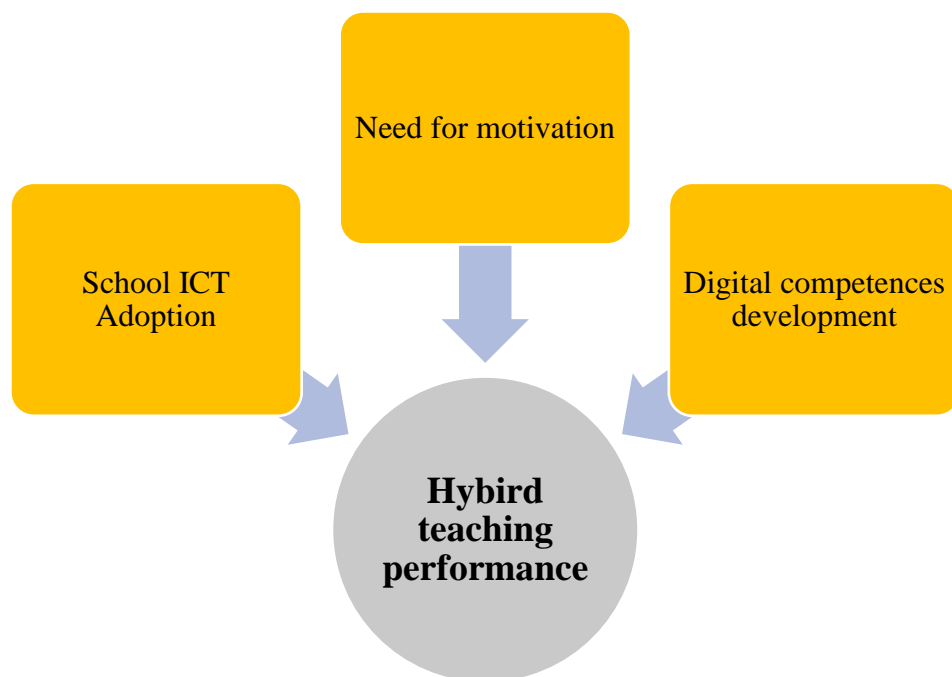 Need for motivation
School ICT
Adoption
Digital competences
development
Hybird
teaching
performance